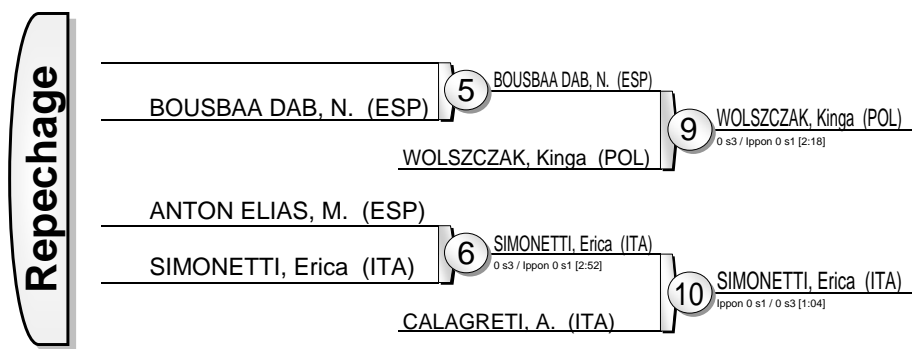 Repechage
BOUSBAA DAB, N. (ESP)
5
BOUSBAA DAB, N. (ESP)
WOLSZCZAK, Kinga (POL)
9
WOLSZCZAK, Kinga (POL)
0 s3 / Ippon 0 s1 [2:18]
ANTON ELIAS, M. (ESP)
SIMONETTI, Erica (ITA)
6
SIMONETTI, Erica (ITA)
0 s3 / Ippon 0 s1 [2:52]
CALAGRETI, A. (ITA)
10
SIMONETTI, Erica (ITA)
Ippon 0 s1 / 0 s3 [1:04]